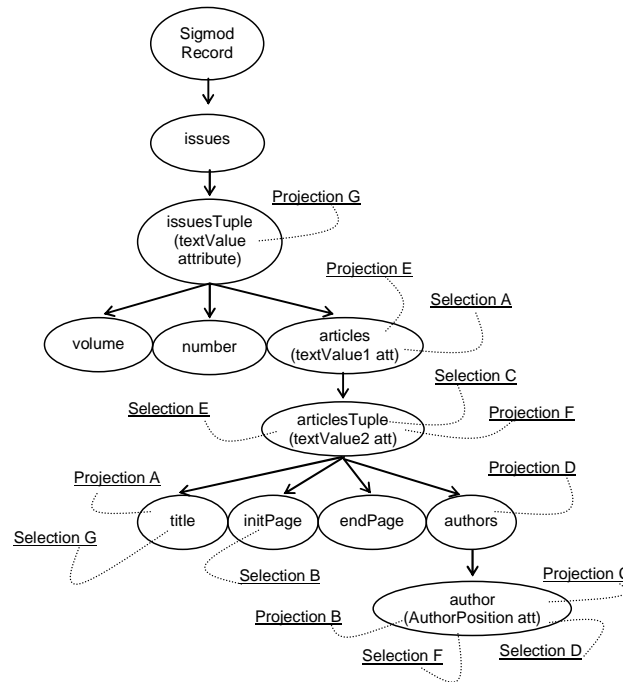 Sigmod
Record
issues
Projection G
issuesTuple
(textValue
attribute)
Projection E
Selection A
volume
number
articles
(textValue1 att)
Selection C
Selection E
articlesTuple
(textValue2 att)
Projection F
Projection A
Projection D
title
initPage
endPage
authors
Selection G
Selection B
Projection C
author
(AuthorPosition att)
Projection B
Selection D
Selection F